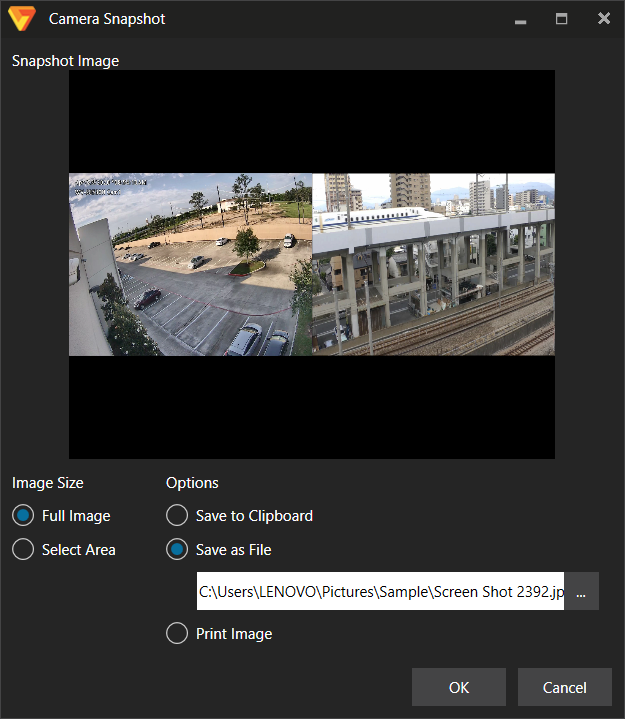 Camera Snapshot
Snapshot Image
Image Size
Options
Full Image
Save to Clipboard
Select Area
Save as File
C:\Users\LENOVO\Pictures\Sample\Screen Shot 2392.jp
...
Print Image
OK
Cancel